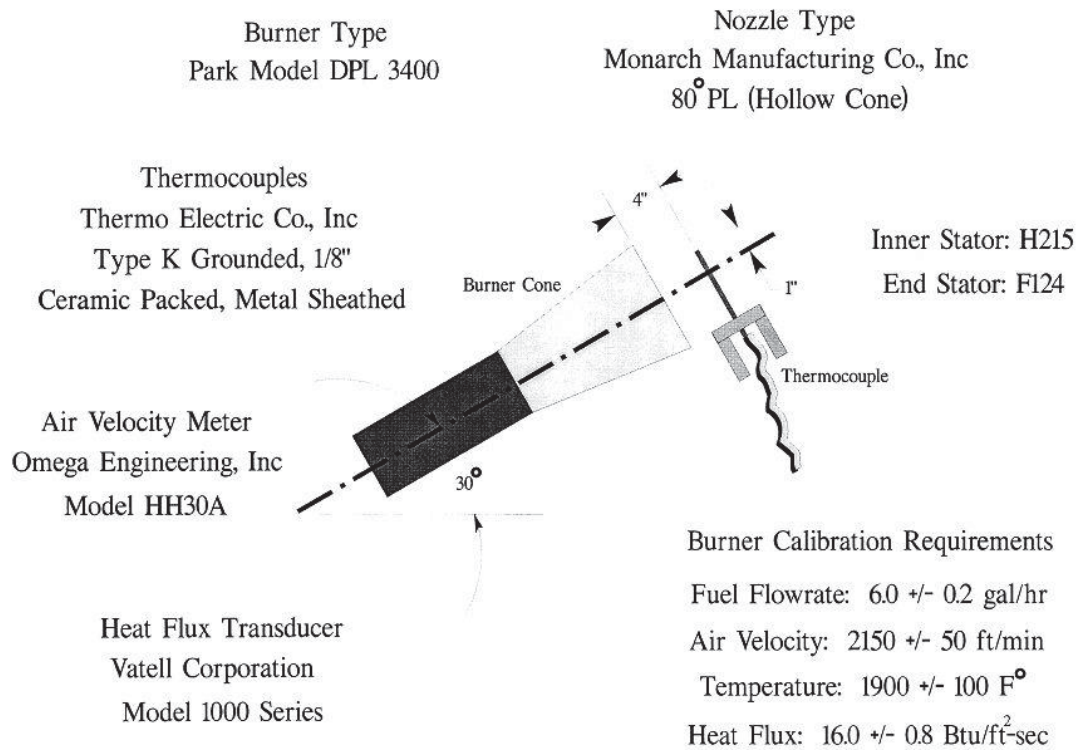 Burner Type
Park Model DPL 3400
Nozzle Type
Monarch Manufacturing Co., Inc
80° PL (Hollow Cone)
Thermocouples
Thermo Electric Co., Inc
Type K Grounded, 1/8"
Ceramic Packed, Metal Sheathed
4"
Inner Stator: H215
End Stator: F124
Burner Cone
1"
Thermocouple
Air Velocity Meter
Omega Engineering, Inc
Model HH30A
30°
Heat Flux Transducer
Vatell Corporation
Model 1000 Series
Burner Calibration Requirements
Fuel Flowrate: 6.0 +/- 0.2 gal/hr
Air Velocity: 2150 +/- 50 ft/min
Temperature: 1900 +/- 100 F°
Heat Flux: 16.0 +/- 0.8 Btu/ft²-sec